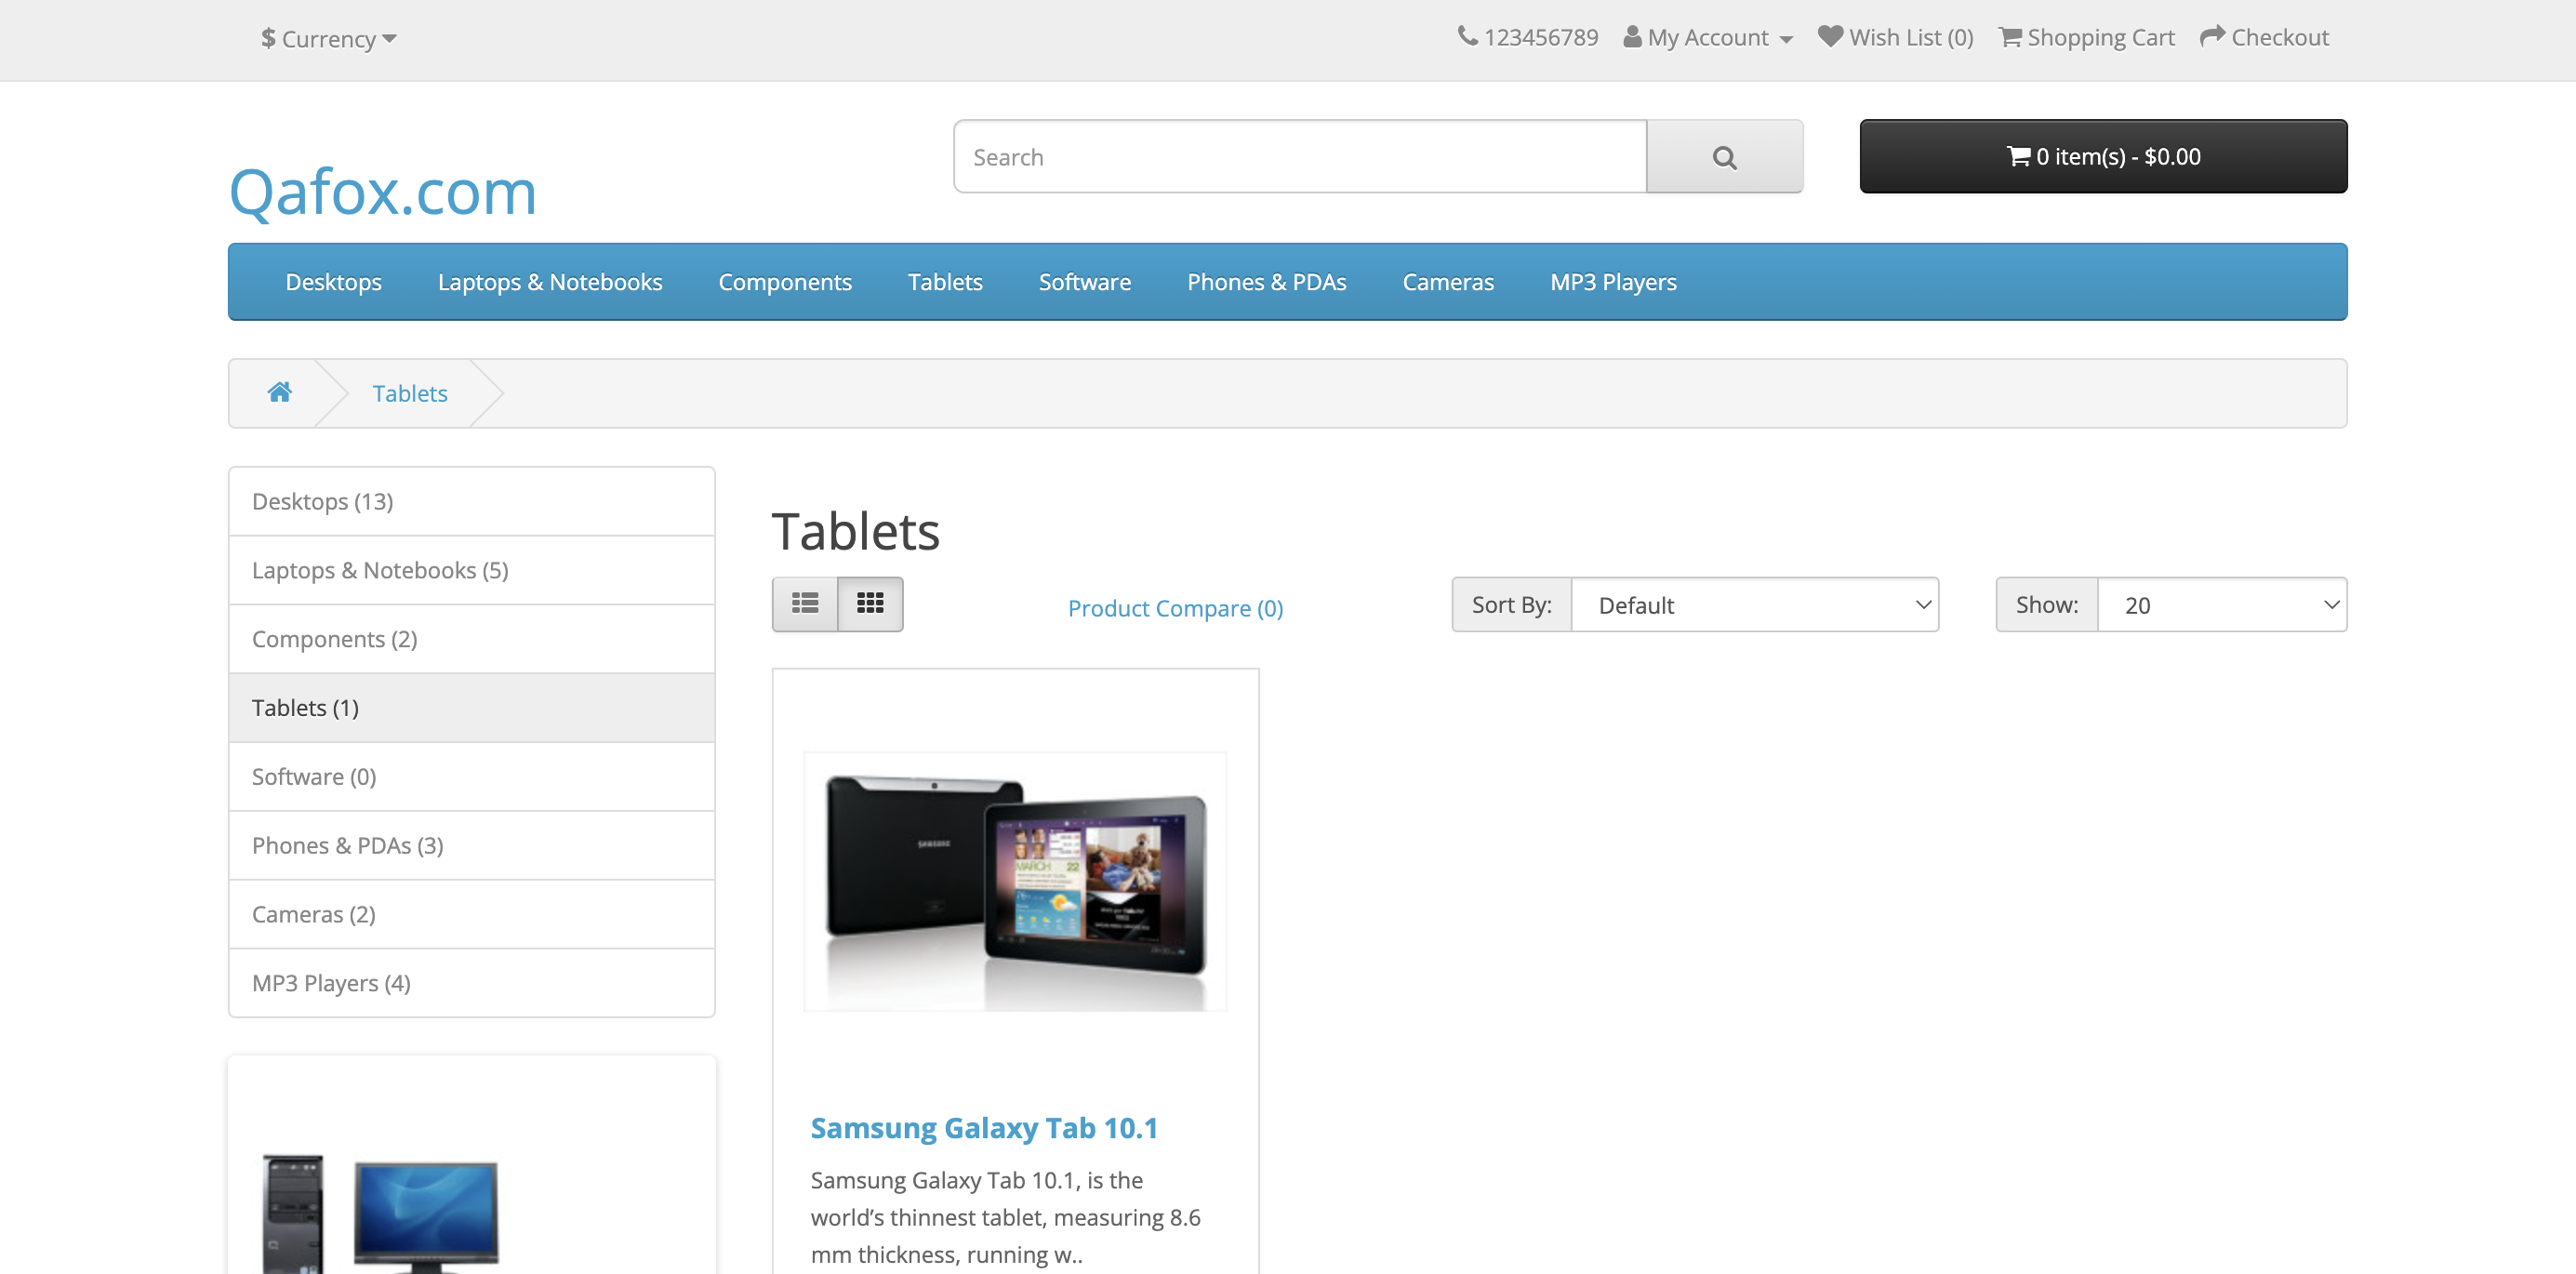 $ Currency
123456789 My Account Wish List (0) Shopping Cart Checkout
Qafox.com
Search
0 item(s) - $0.00
Desktops Laptops & Notebooks Components Tablets Software Phones & PDAs Cameras MP3 Players
Tablets
Desktops (13)
Laptops & Notebooks (5)
Components (2)
Tablets (1)
Software (0)
Phones & PDAs (3)
Cameras (2)
MP3 Players (4)
Tablets
Product Compare (0)
Sort By: Default
Show: 20
SAMSUNG
MARCH 22
Samsung Galaxy Tab 10.1
Samsung Galaxy Tab 10.1, is the
world’s thinnest tablet, measuring 8.6
mm thickness, running w..